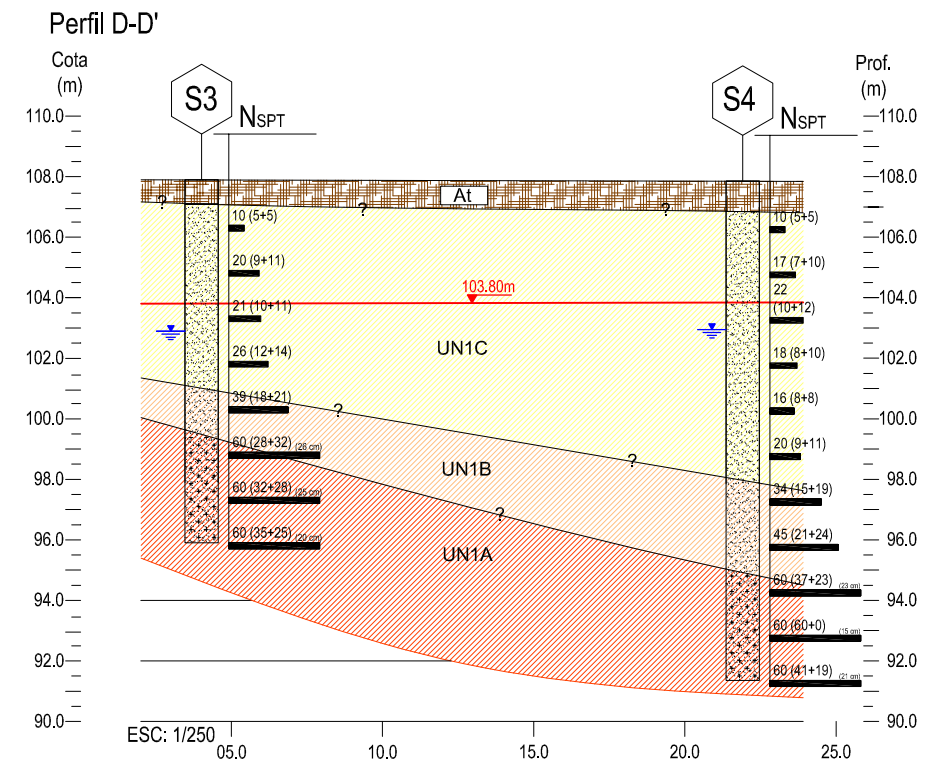 Perfil D-D'
Cota
(m)
Prof.
(m)
S3
NSPT
S4
NSPT
110.0
110.0
108.0
108.0
At
?
?
?
10 (5+5)
10 (5+5)
106.0
106.0
20 (9+11)
17 (7+10)
22
(10+12)
104.0
104.0
103.80m
21 (10+11)
UN1C
26 (12+14)
18 (8+10)
102.0
102.0
39 (18+21)
16 (8+8)
?
100.0
100.0
60 (28+32) (26 cm)
20 (9+11)
?
UN1B
98.0
98.0
60 (32+28) (25 cm)
34 (15+19)
?
96.0
96.0
60 (35+25) (20 cm)
45 (21+24)
UN1A
60 (37+23) (23 cm)
94.0
94.0
60 (60+0) (15 cm)
92.0
92.0
60 (41+19) (21 cm)
90.0
90.0
ESC: 1/250
05.0
10.0
15.0
20.0
25.0